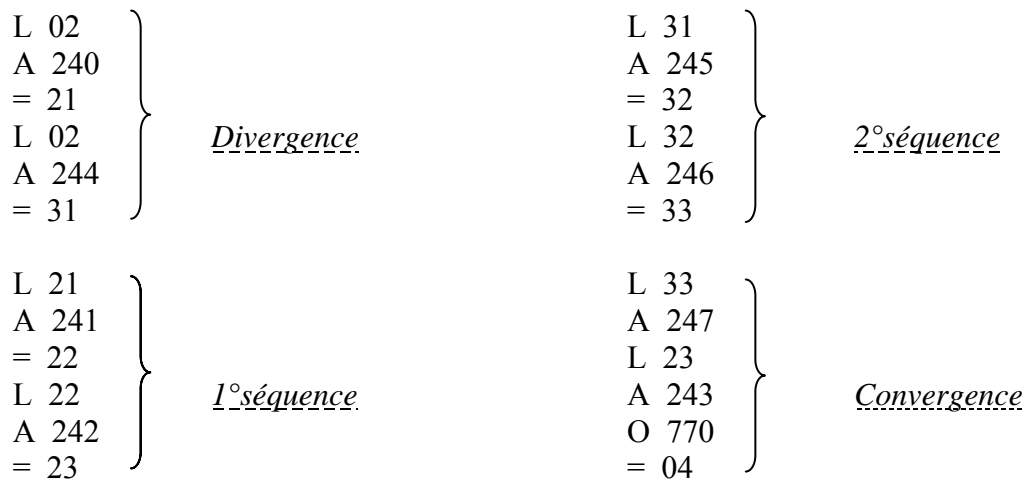 L 02
A 240
= 21
L 02
A 244
= 31
Divergence
L 21
A 241
= 22
L 22
A 242
= 23
1°séquence
L 31
A 245
= 32
L 32
A 246
= 33
2°séquence
L 33
A 247
L 23
A 243
O 770
= 04
Convergence